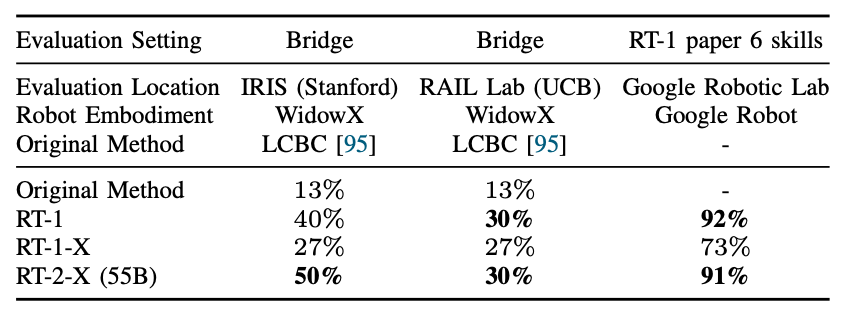 Evaluation Setting Bridge Bridge RT-1 paper 6 skills
Evaluation Location IRIS (Stanford) RAIL Lab (UCB) Google Robotic Lab
Robot Embodiment WidowX WidowX Google Robot
Original Method LCBC [95] LCBC [95] -
Original Method 13% 13% -
RT-1 40% 30% 92%
RT-1-X 27% 27% 73%
RT-2-X (55B) 50% 30% 91%